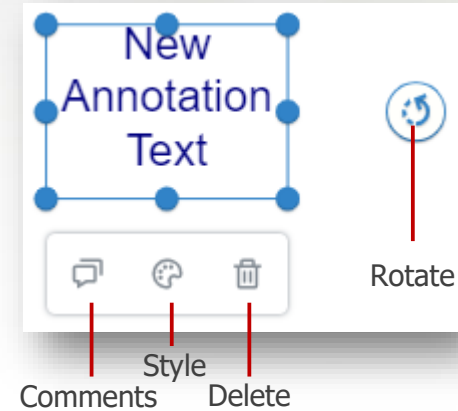 New
Annotation
Text
Rotate
Style
Comments Delete